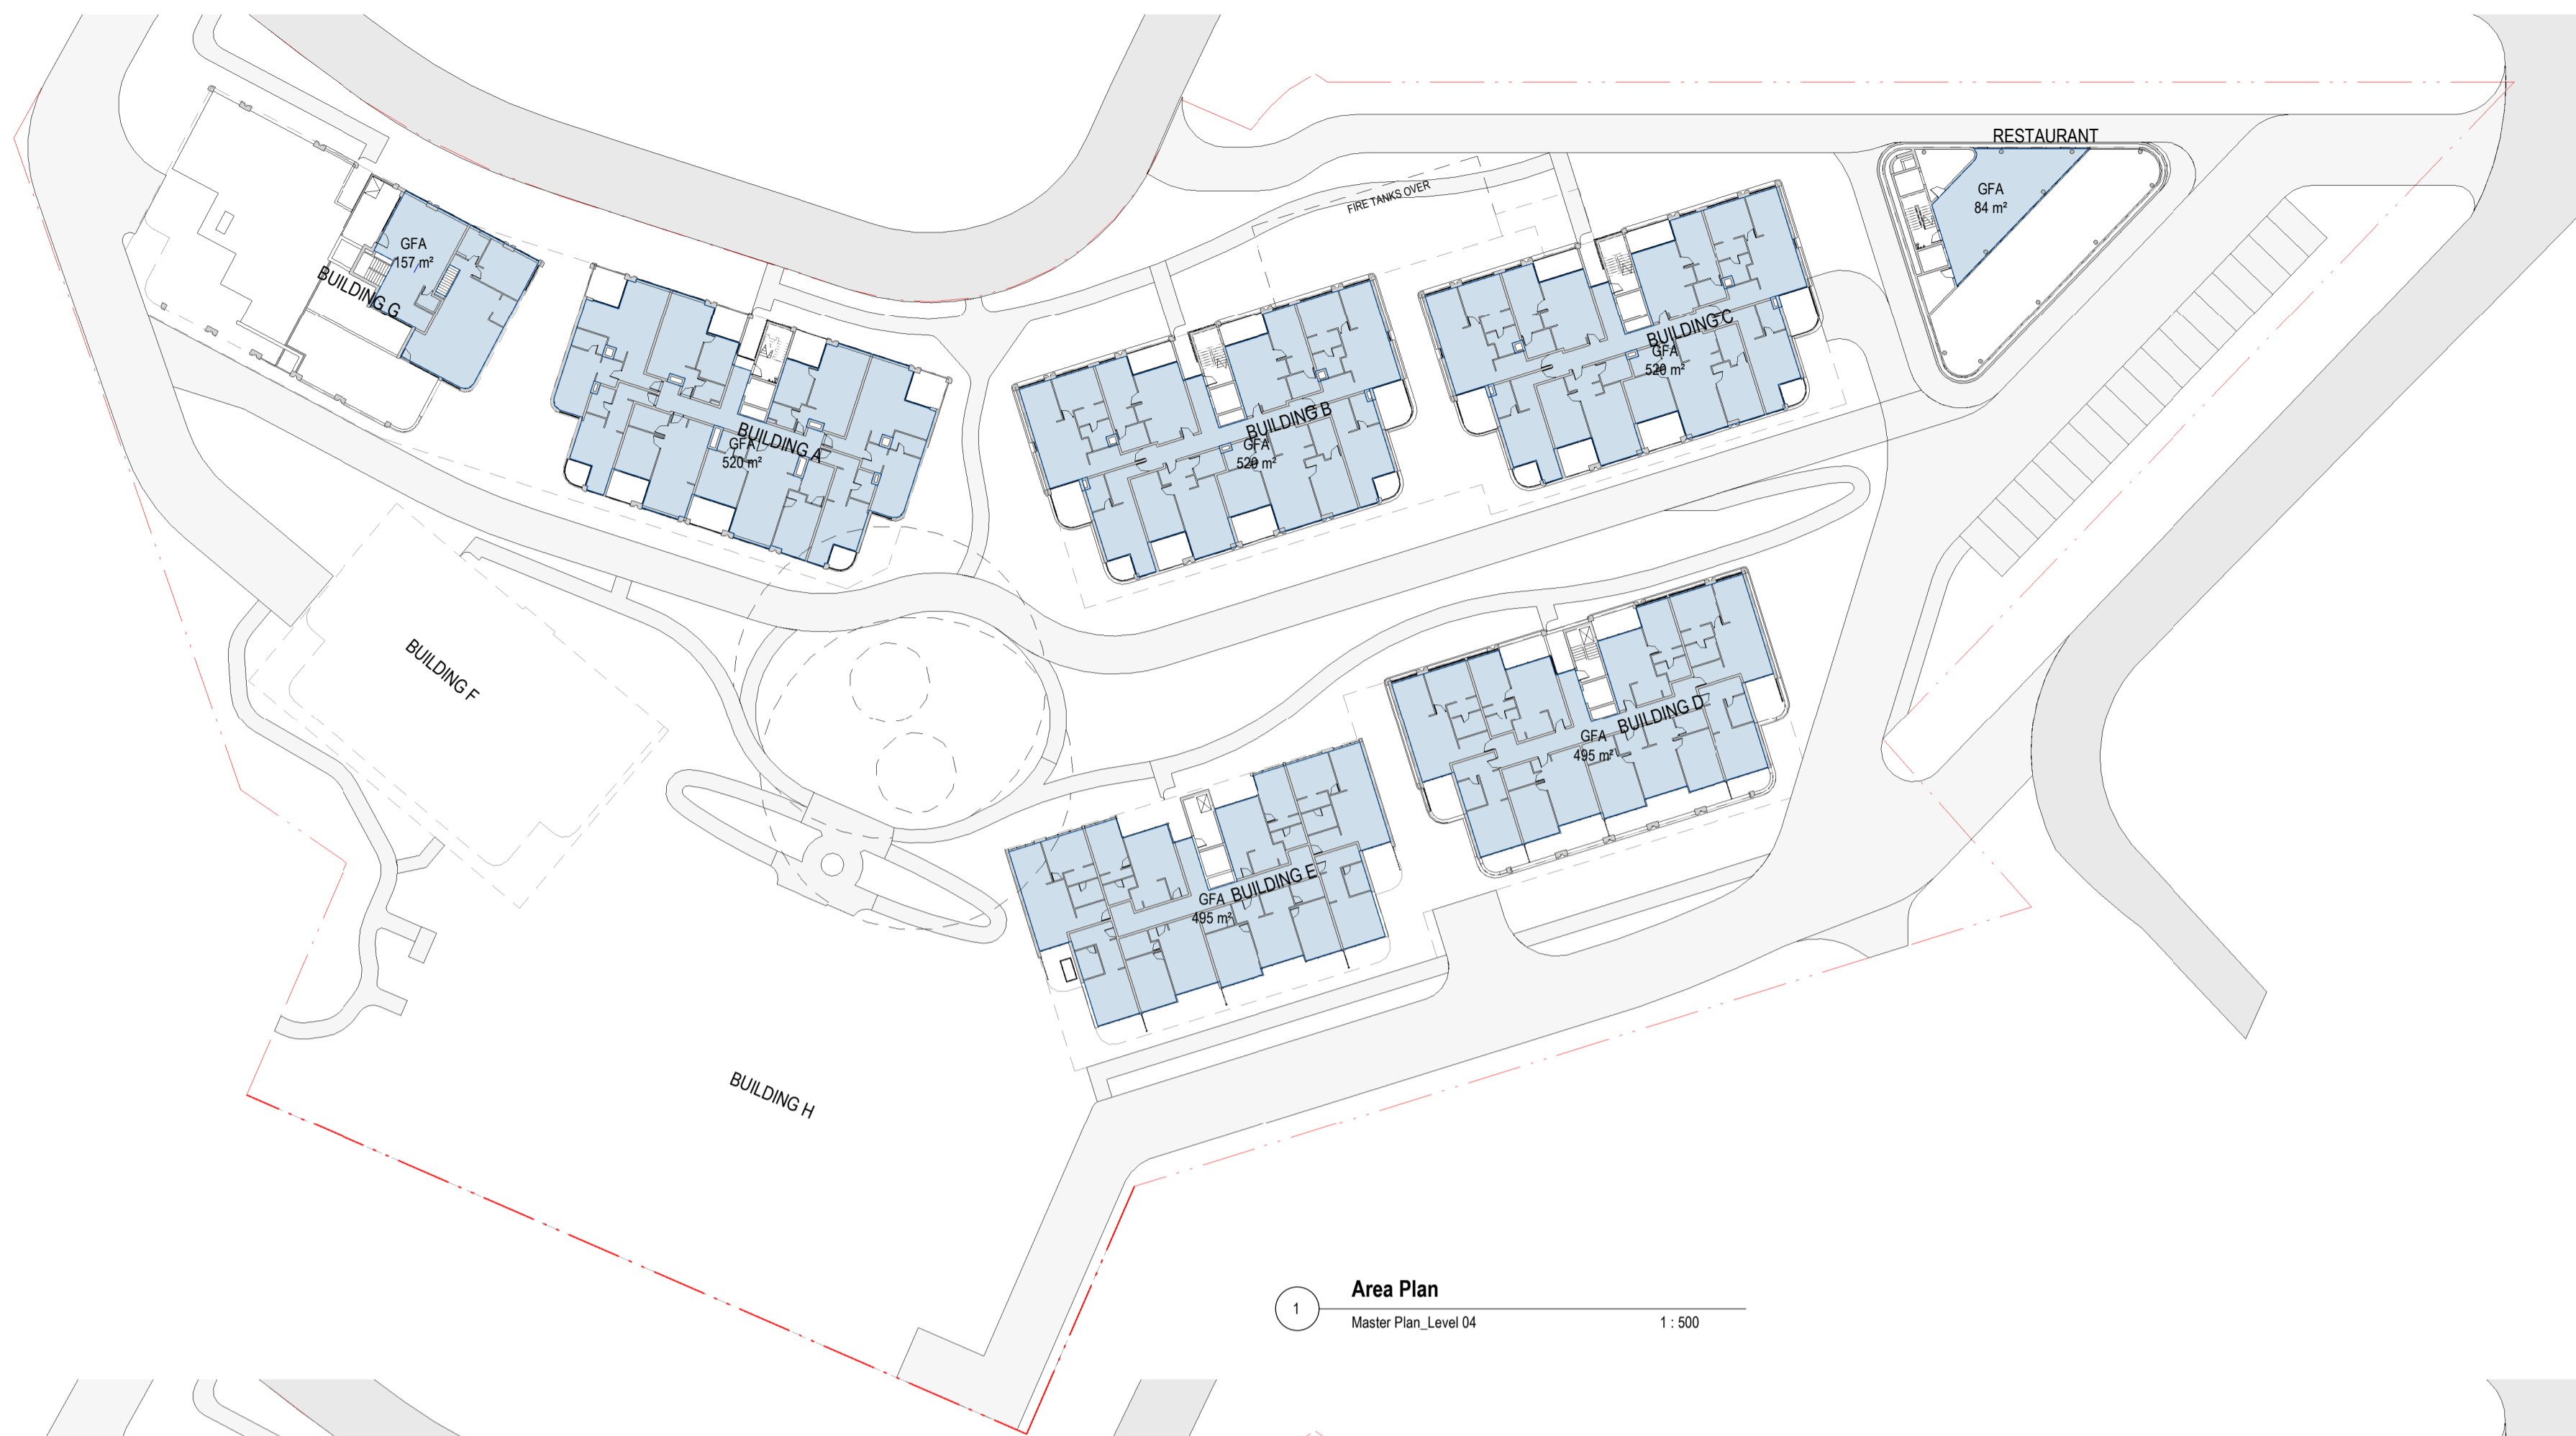 RESTAURANT
GFA
84 m²
FIRE TANKS OVER
GFA
157 m²
BUILDING G
BUILDING C
GFA
520 m²
BUILDING B
GFA
520 m²
BUILDING A
GFA
520 m²
BUILDING F
BUILDING D
GFA
495 m²
BUILDING E
GFA
495 m²
BUILDING H
1
Area Plan
Master Plan_Level 04
1 : 500